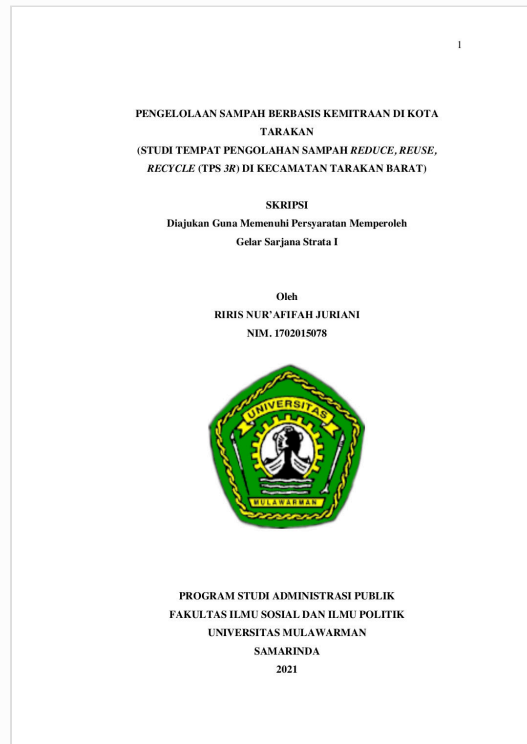 1
PENGELOLAAN SAMPAH BERBASIS KEMITRAAN DI KOTA
TARAKAN
(STUDI TEMPAT PENGOLAHAN SAMPAH REDUCE, REUSE,
RECYCLE (TPS 3R) DI KECAMATAN TARAKAN BARAT)
SKRIPSI
Diajukan Guna Memenuhi Persyaratan Memperoleh
Gelar Sarjana Strata I
Oleh
RIRIS NUR’AFIFAH JURIANI
NIM. 1702015078
UNIVERSITAS
MULAWARMAN
PROGRAM STUDI ADMINISTRASI PUBLIK
FAKULTAS ILMU SOSIAL DAN ILMU POLITIK
UNIVERSITAS MULAWARMAN
SAMARINDA
2021